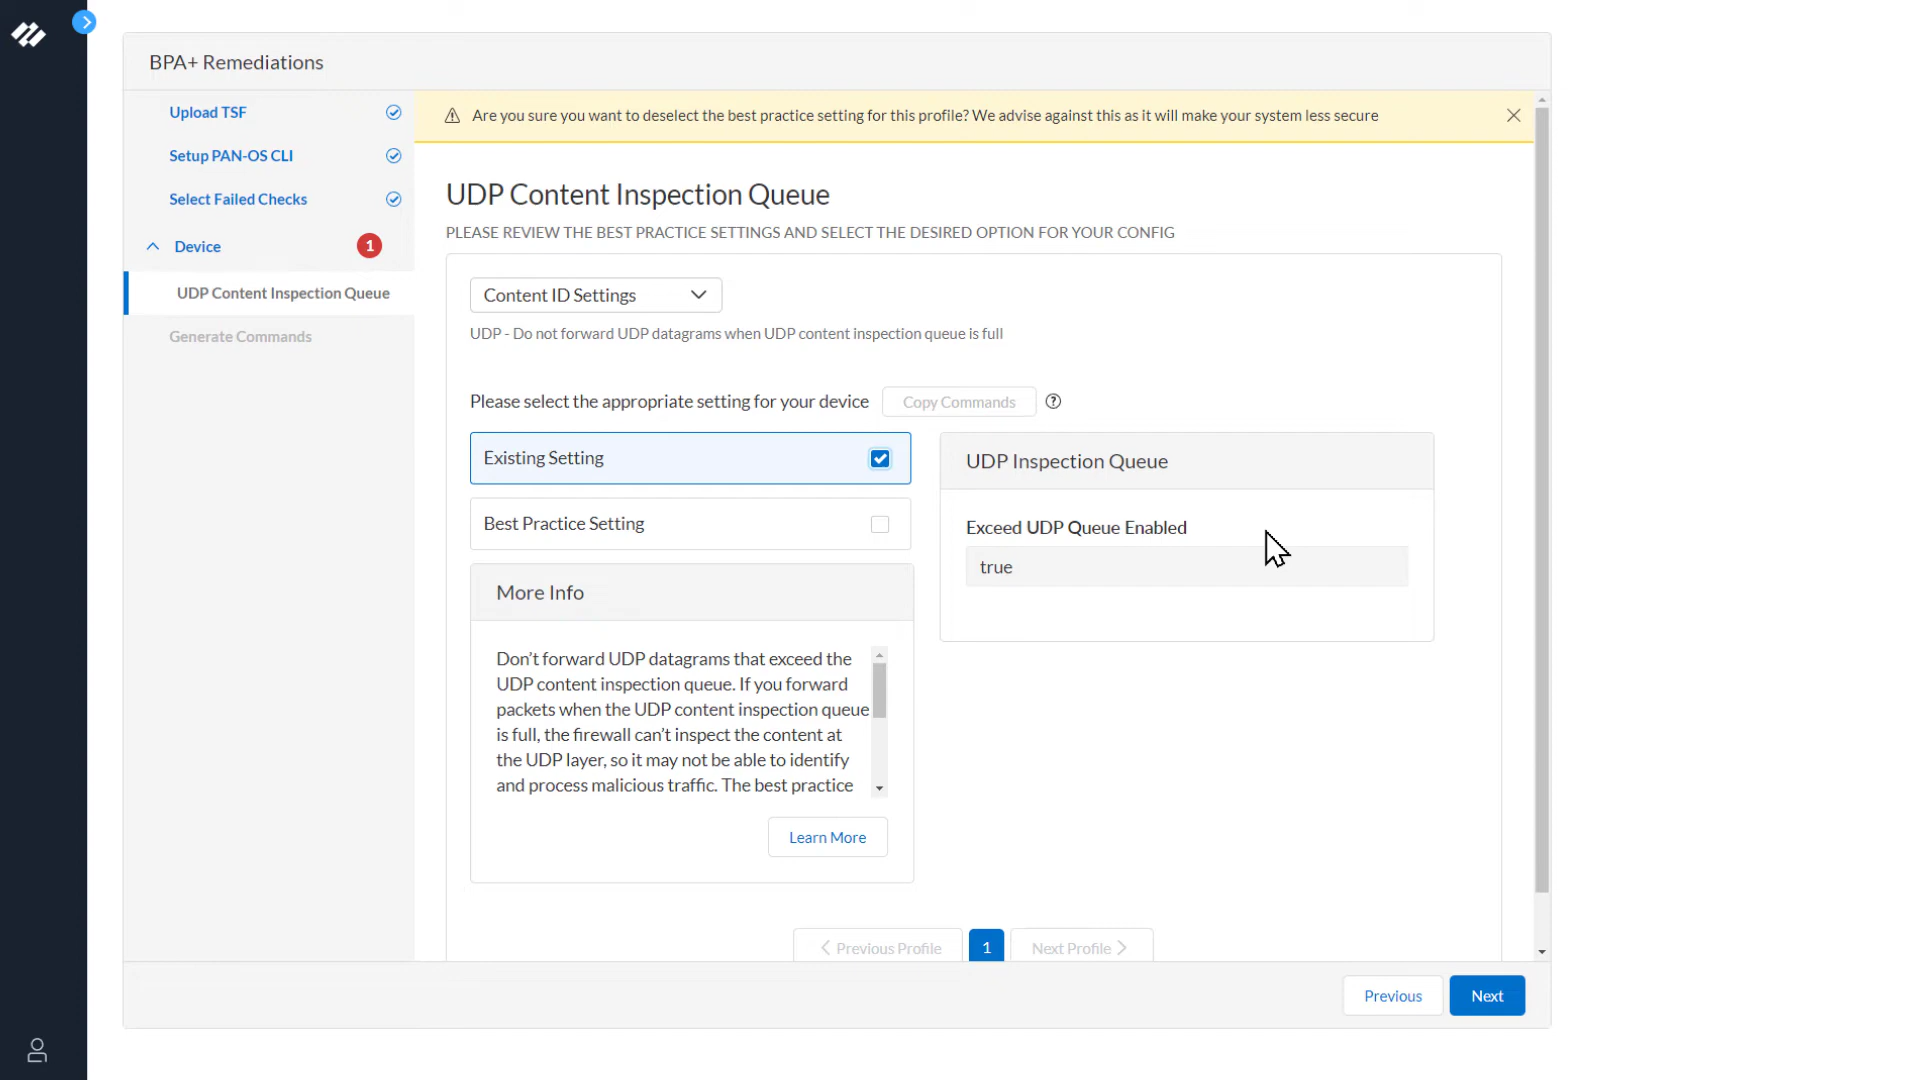 BPA+ Remediations
Upload TSF
Setup PAN-OS CLI
Select Failed Checks
Device
1
UDP Content Inspection Queue
Generate Commands
Are you sure you want to deselect the best practice setting for this profile? We advise against this as it will make your system less secure
UDP Content Inspection Queue
PLEASE REVIEW THE BEST PRACTICE SETTINGS AND SELECT THE DESIRED OPTION FOR YOUR CONFIG
Content ID Settings
UDP - Do not forward UDP datagrams when UDP content inspection queue is full
Please select the appropriate setting for your device
Copy Commands
Existing Setting
Best Practice Setting
More Info
Don't forward UDP datagrams that exceed the
UDP content inspection queue. If you forward
packets when the UDP content inspection queue
is full, the firewall can't inspect the content at
the UDP layer, so it may not be able to identify
and process malicious traffic. The best practice
Learn More
UDP Inspection Queue
Exceed UDP Queue Enabled
true
Previous Profile
1
Next Profile
Previous
Next